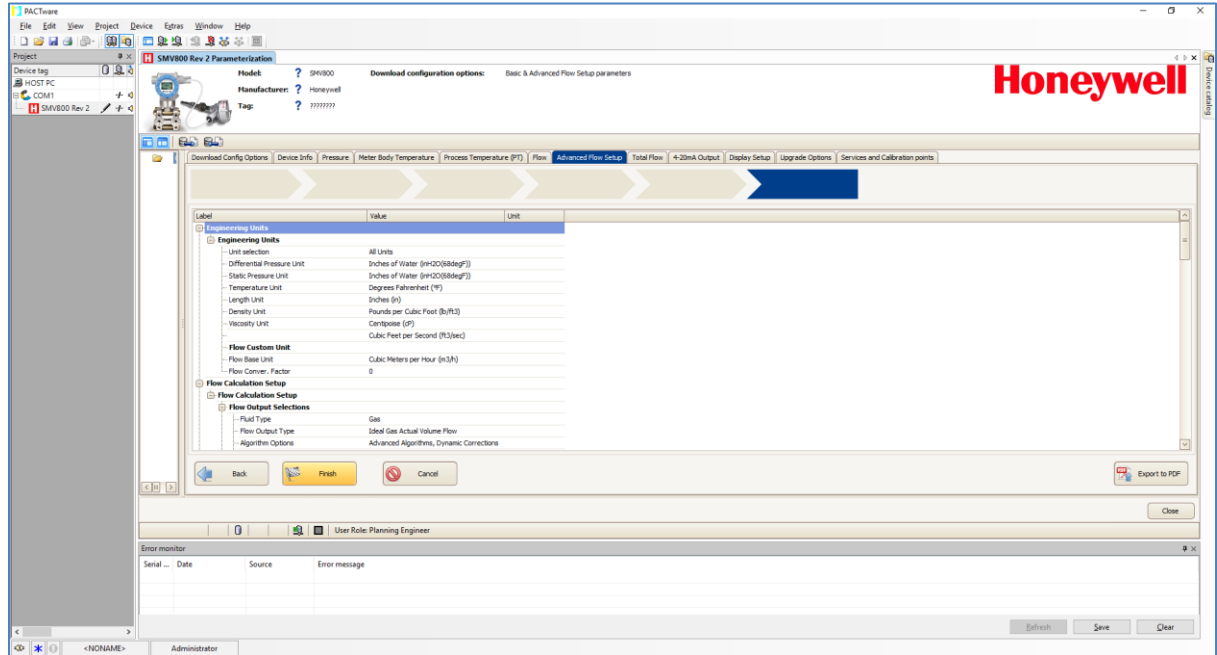 PACTware
File Edit View Project Device Extras Window Help
Project
SMV800 Rev 2 Parameterization
Device tag
HOST PC
COM1
SMV800 Rev 2
Model: ? SMV800 Download configuration options: Basic & Advanced Flow Setup parameters
Manufacturer: ? Honeywell
Tag: ? ????????
Honeywell
Device catalog
Download Config Options Device Info Pressure Meter Body Temperature Process Temperature (PT) Flow Advanced Flow Setup Total Flow 4-20mA Output Display Setup Upgrade Options Services and Calibration points
Label Value Unit
Engineering Units
Engineering Units
Unit selection All Units
Differential Pressure Unit Inches of Water (inH2O(68degF))
Static Pressure Unit Inches of Water (inH2O(68degF))
Temperature Unit Degrees Fahrenheit (ºF)
Length Unit Inches (in)
Density Unit Pounds per Cubic Foot (lb/ft3)
Viscosity Unit Centipoise (cP)
Cubic Feet per Second (ft3/sec)
Flow Custom Unit
Flow Base Unit Cubic Meters per Hour (m3/h)
Flow Conver. Factor 0
Flow Calculation Setup
Flow Calculation Setup
Flow Output Selections
Fluid Type Gas
Flow Output Type Ideal Gas Actual Volume Flow
Algorithm Options Advanced Algorithms, Dynamic Corrections
Back Finish Cancel Export to PDF
Close
User Role: Planning Engineer
Error monitor
Serial ... Date Source Error message
Refresh Save Clear
<NONAME> Administrator